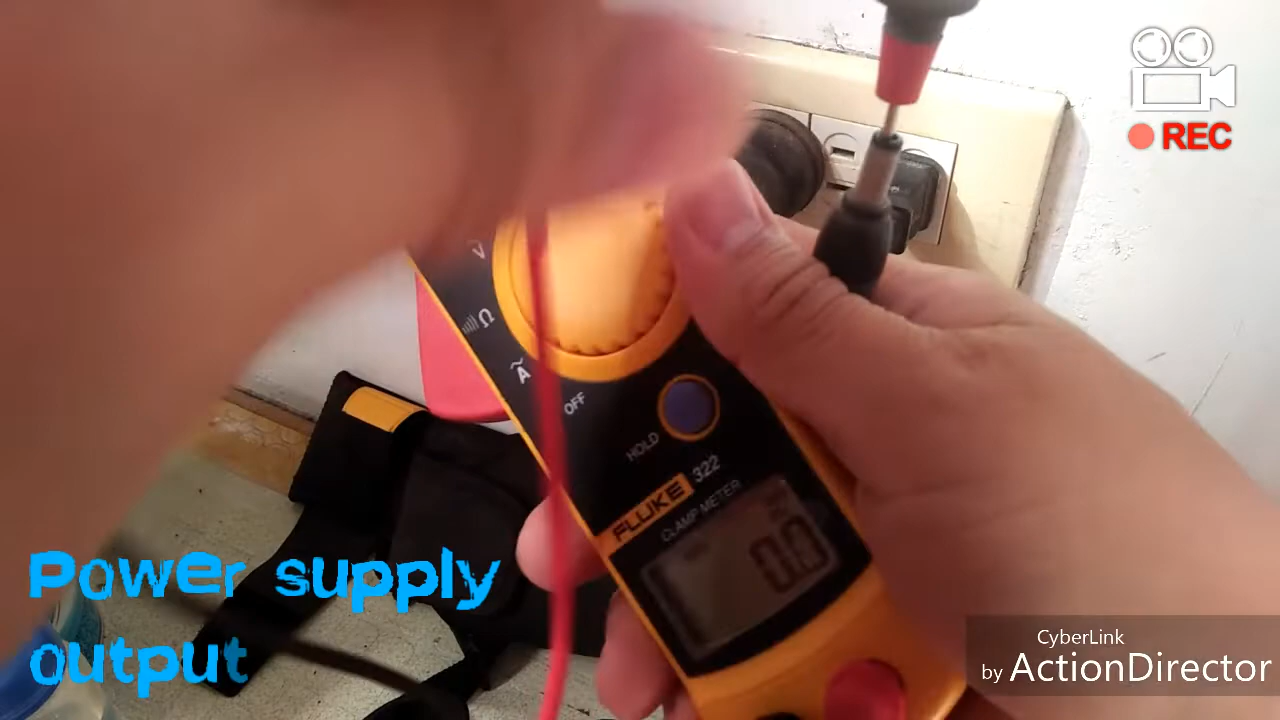 REC
V
Ω
A
OFF
HOLD
FLUKE 322
CLAMP METER
0.0
Power supply
output
CyberLink
by ActionDirector